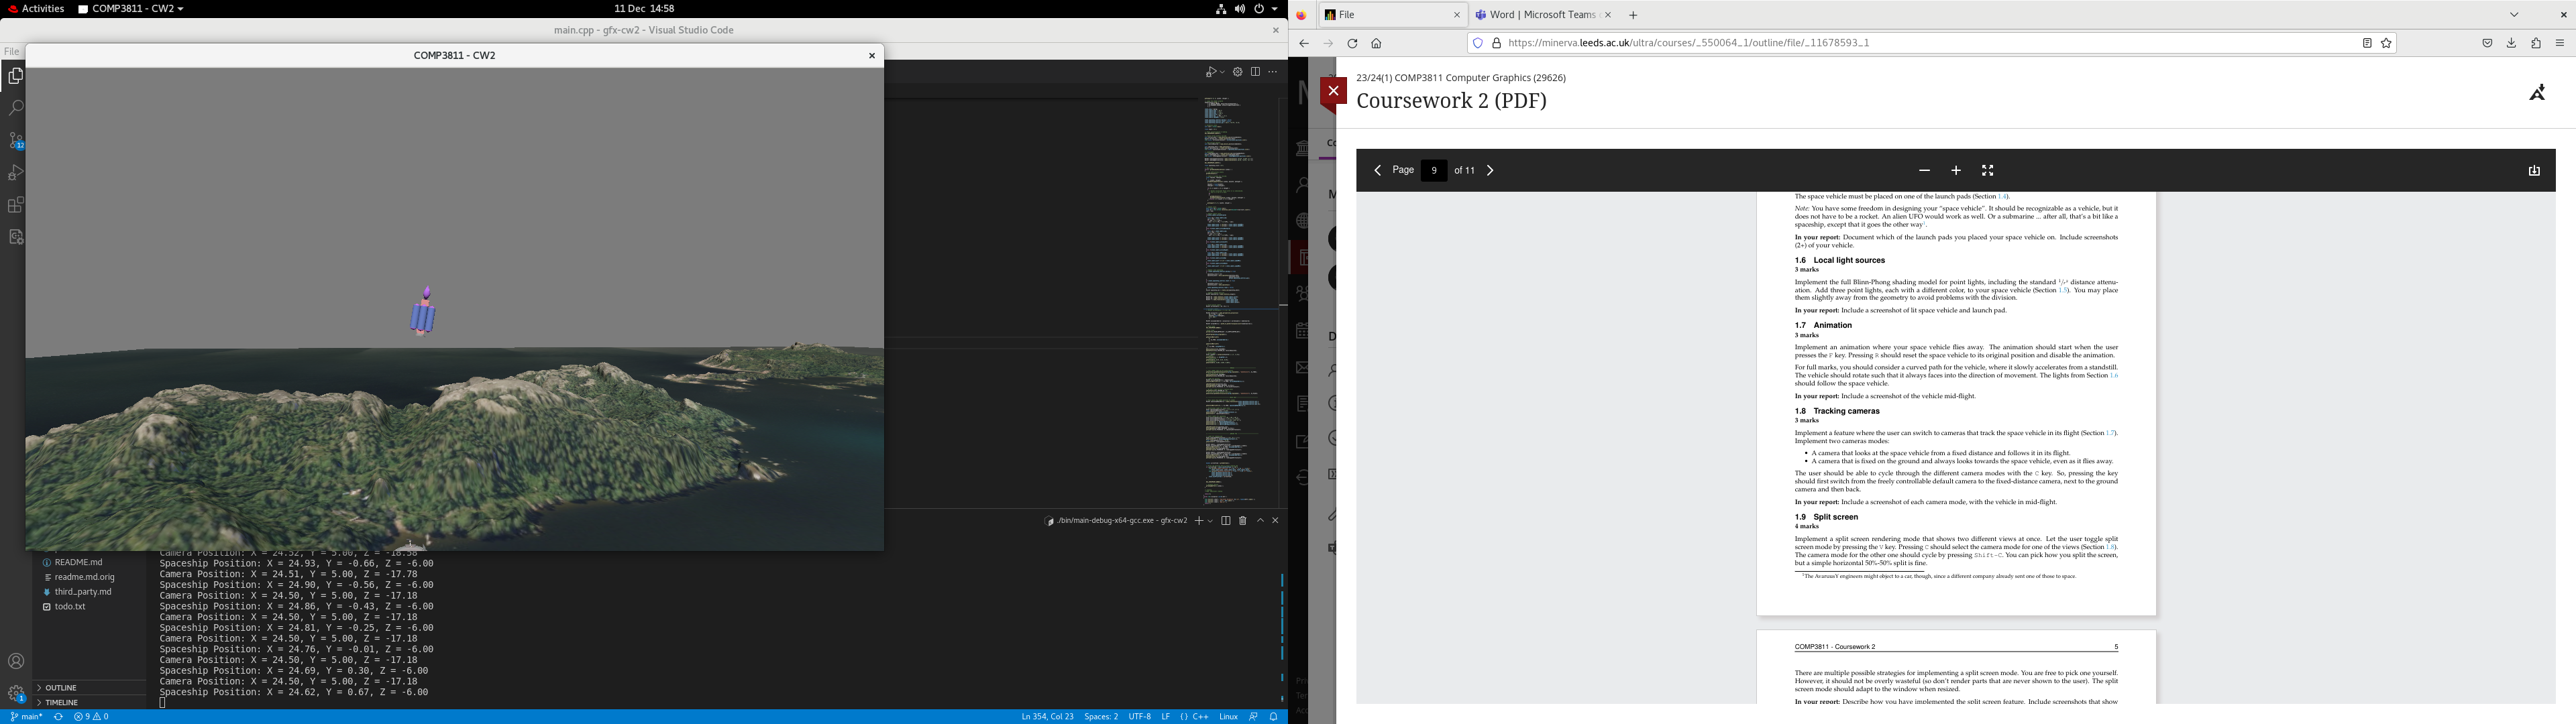 Activities
COMP3811 - CW2
11 Dec 14:58
main.cpp - gfx-cw2 - Visual Studio Code
File
COMP3811 - CW2
12
./bin/main-debug-x64-gcc.exe - gfx-cw2
README.md
readme.md.orig
third_party.md
todo.txt
OUTLINE
TIMELINE
Camera Position: X = 24.52, Y = 5.00, Z = -18.58
Spaceship Position: X = 24.93, Y = -0.66, Z = -6.00
Camera Position: X = 24.51, Y = 5.00, Z = -17.78
Spaceship Position: X = 24.90, Y = -0.56, Z = -6.00
Camera Position: X = 24.50, Y = 5.00, Z = -17.18
Spaceship Position: X = 24.86, Y = -0.43, Z = -6.00
Camera Position: X = 24.50, Y = 5.00, Z = -17.18
Spaceship Position: X = 24.81, Y = -0.25, Z = -6.00
Camera Position: X = 24.50, Y = 5.00, Z = -17.18
Spaceship Position: X = 24.76, Y = -0.01, Z = -6.00
Camera Position: X = 24.50, Y = 5.00, Z = -17.18
Spaceship Position: X = 24.69, Y = 0.30, Z = -6.00
Camera Position: X = 24.50, Y = 5.00, Z = -17.18
Spaceship Position: X = 24.62, Y = 0.67, Z = -6.00
1
main*
9
0
Ln 354, Col 23
Spaces: 2
UTF-8
LF
{ } C++
Linux
File
Word | Microsoft Teams
https://minerva.leeds.ac.uk/ultra/courses/_550064_1/outline/file/_11678593_1
23/24(1) COMP3811 Computer Graphics (29626)
Coursework 2 (PDF)
Page 9 of 11
The space vehicle must be placed on one of the launch pads (Section 1.4).
Note: You have some freedom in designing your "space vehicle". It should be recognizable as a vehicle, but it
does not have to be a rocket. An alien UFO would work as well. Or a submarine ... after all, that's a bit like a
spaceship, except that it goes the other way¹.
In your report: Document which of the launch pads you placed your space vehicle on. Include screenshots
(2+) of your vehicle.
1.6 Local light sources
3 marks
Implement the full Blinn-Phong shading model for point lights, including the standard 1/r² distance attenu-
ation. Add three point lights, each with a different color, to your space vehicle (Section 1.5). You may place
them slightly away from the geometry to avoid problems with the division.
In your report: Include a screenshot of lit space vehicle and launch pad.
1.7 Animation
3 marks
Implement an animation where your space vehicle flies away. The animation should start when the user
presses the F key. Pressing R should reset the space vehicle to its original position and disable the animation.
For full marks, you should consider a curved path for the vehicle, where it slowly accelerates from a standstill.
The vehicle should rotate such that it always faces into the direction of movement. The lights from Section 1.6
should follow the space vehicle.
In your report: Include a screenshot of the vehicle mid-flight.
1.8 Tracking cameras
3 marks
Implement a feature where the user can switch to cameras that track the space vehicle in its flight (Section 1.7).
Implement two cameras modes:
• A camera that looks at the space vehicle from a fixed distance and follows it in its flight.
• A camera that is fixed on the ground and always looks towards the space vehicle, even as it flies away.
The user should be able to cycle through the different camera modes with the C key. So, pressing the key
should first switch from the freely controllable default camera to the fixed-distance camera, next to the ground
camera and then back.
In your report: Include a screenshot of each camera mode, with the vehicle in mid-flight.
1.9 Split screen
4 marks
Implement a split screen rendering mode that shows two different views at once. Let the user toggle split
screen mode by pressing the V key. Pressing C should select the camera mode for one of the views (Section 1.8).
The camera mode for the other one should cycle by pressing Shift-C. You can pick how you split the screen,
but a simple horizontal 50%-50% split is fine.
¹The AvarusSY engineers might object to a car, though, since a different company already sent one of those to space.
COMP3811 - Coursework 2 5
There are multiple possible strategies for implementing a split screen mode. You are free to pick one yourself.
However, it should not be overly wasteful (so don't render parts that are never shown to the user). The split
screen mode should adapt to the window when resized.
In your report: Describe how you have implemented the split screen feature. Include screenshots that show